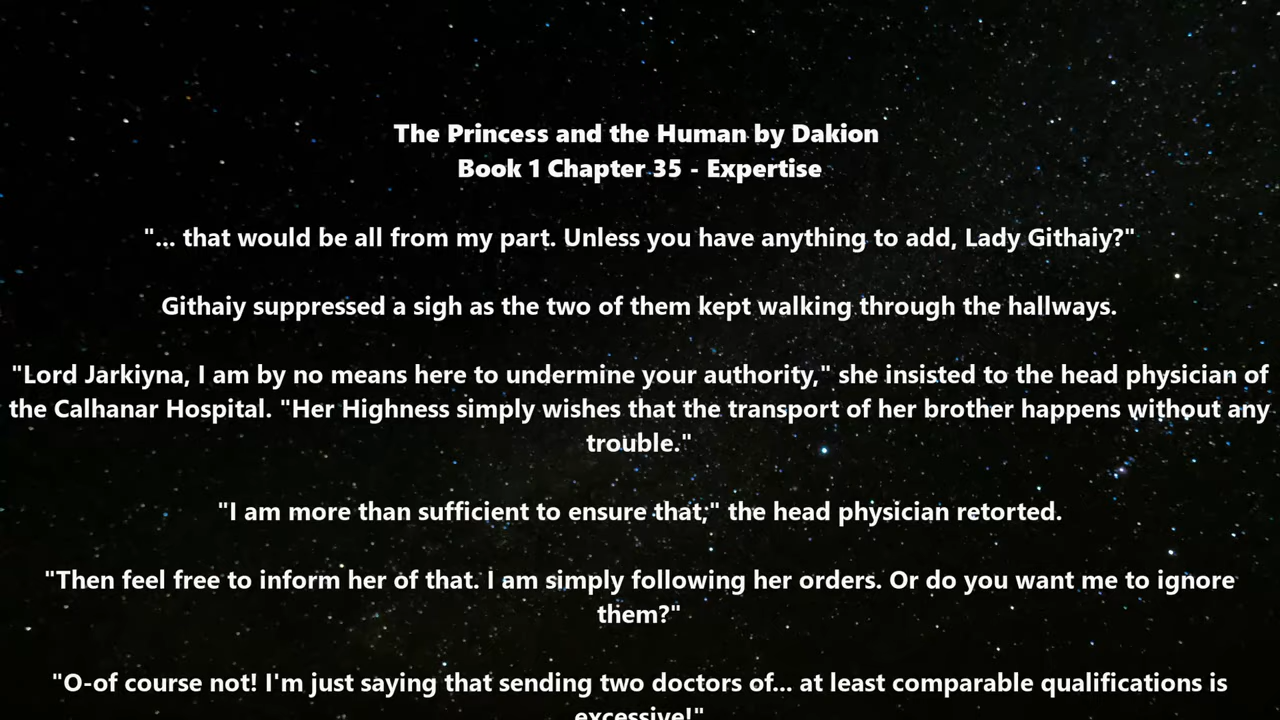 The Princess and the Human by Dakion
Book 1 Chapter 35 - Expertise
"... that would be all from my part. Unless you have anything to add, Lady Githaiy?"
Githaiy suppressed a sigh as the two of them kept walking through the hallways.
"Lord Jarkiyna, I am by no means here to undermine your authority," she insisted to the head physician of
the Calhanar Hospital. "Her Highness simply wishes that the transport of her brother happens without any
trouble."
"I am more than sufficient to ensure that;" the head physician retorted.
"Then feel free to inform her of that. I am simply following her orders. Or do you want me to ignore
them?"
"O-of course not! I'm just saying that sending two doctors of... at least comparable qualifications is
excessive!"